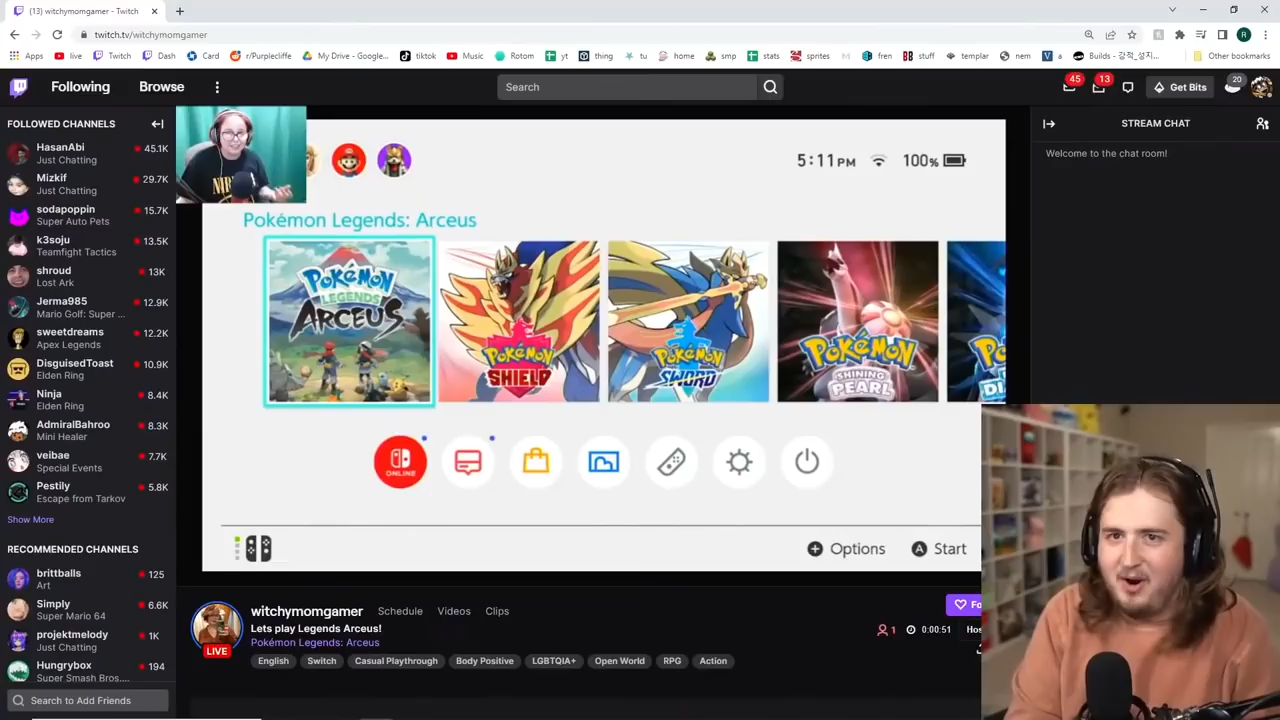 (13) witchymomgamer - Twitch
twitch.tv/witchymomgamer
Apps
live
Twitch
Dash
Card
r/Purplecliffe
My Drive - Google...
tiktok
Music
Rotom
yt
thing
tu
home
smp
stats
sprites
fren
stuff
templar
nem
a
Other bookmarks
Following
Browse
Search
45
13
Get Bits
20
FOLLOWED CHANNELS
HasanAbi
45.1K
Just Chatting
Mizkif
29.7K
Just Chatting
sodapoppin
15.7K
Super Auto Pets
k3soju
13.5K
Teamfight Tactics
shroud
13K
Lost Ark
Jerma985
12.9K
Mario Golf: Super ...
sweetdreams
12.2K
Apex Legends
DisguisedToast
10.9K
Elden Ring
Ninja
8.4K
Elden Ring
AdmiralBahroo
8.3K
Mini Healer
veibae
7.7K
Special Events
Pestily
5.8K
Escape from Tarkov
Show More
RECOMMENDED CHANNELS
brittballs
125
Art
Simply
6.6K
Super Mario 64
projektmelody
1K
Just Chatting
Hungrybox
194
Super Smash Bros....
Search to Add Friends
5:11PM
100%
Pokémon Legends: Arceus
POKéMON
LEGENDS
ARCEUS
POKéMON
SHIELD
POKéMON
SWORD
POKéMON
SHINING
PEARL
ONLINE
Options
Start
STREAM CHAT
Welcome to the chat room!
witchymomgamer
Schedule
Videos
Clips
Lets play Legends Arceus!
Pokémon Legends: Arceus
LIVE
1
0:00:51
English
Switch
Casual Playthrough
Body Positive
LGBTQIA+
Open World
RPG
Action